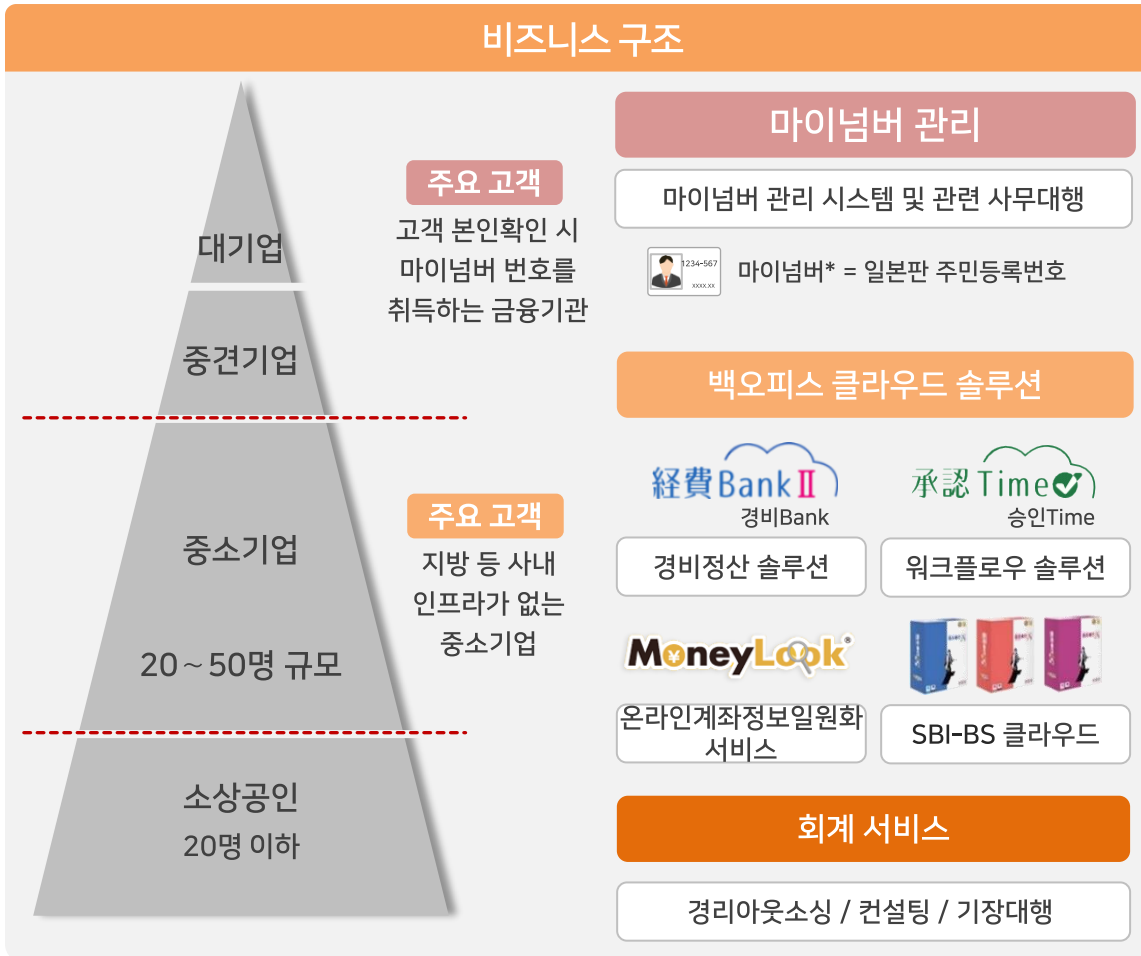 비즈니스 구조
대기업
중견기업
중소기업
20~50명 규모
소상공인
20명 이하
주요 고객
고객 본인확인 시
마이넘버 번호를
취득하는 금융기관
주요 고객
지방 등 사내
인프라가 없는
중소기업
마이넘버 관리
마이넘버 관리 시스템 및 관련 사무대행
1234-567
xxxx.xx
마이넘버* = 일본판 주민등록번호
백오피스 클라우드 솔루션
経費BankⅡ
경비Bank
경비정산 솔루션
承認Time
승인Time
워크플로우 솔루션
MoneyLook®
온라인계좌정보일원화
서비스
SBI-BS 클라우드
회계 서비스
경리아웃소싱 / 컨설팅 / 기장대행